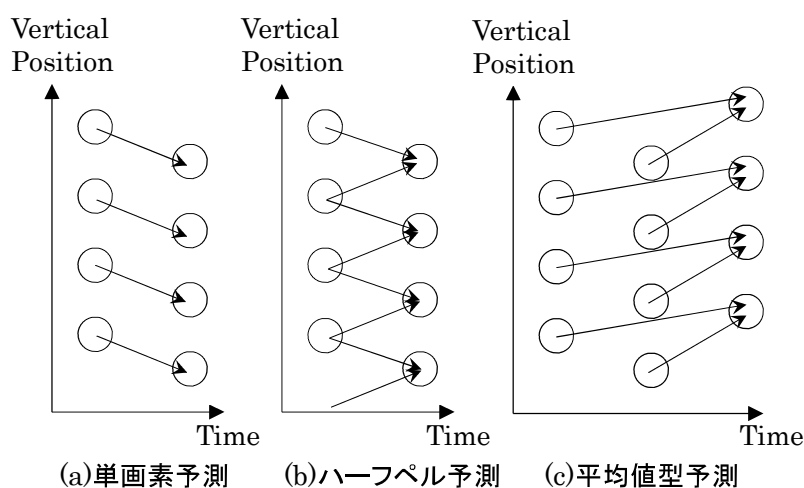 Vertical
Position
Vertical
Position
Vertical
Position
Time
Time
Time
(a)単画素予測
(b)ハーフペル予測
(c)平均値型予測